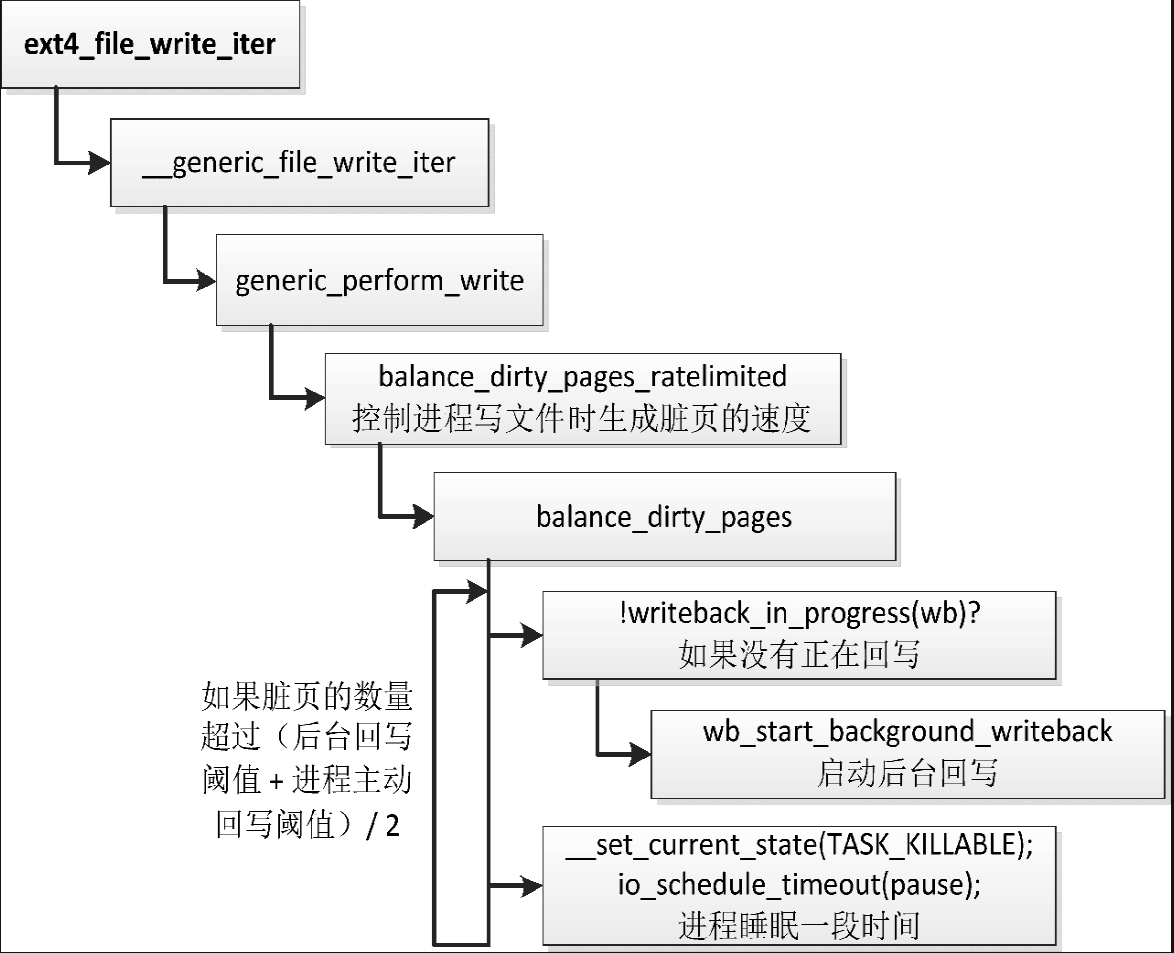 ext4_file_write_iter
__generic_file_write_iter
generic_perform_write
balance_dirty_pages_ratelimited
控制进程写文件时生成脏页的速度
balance_dirty_pages
!writeback_in_progress(wb)?
如果没有正在回写
如果脏页的数量
超过（后台回写
阈值 + 进程主动
回写阈值）/ 2
wb_start_background_writeback
启动后台回写
__set_current_state(TASK_KILLABLE);
io_schedule_timeout(pause);
进程睡眠一段时间